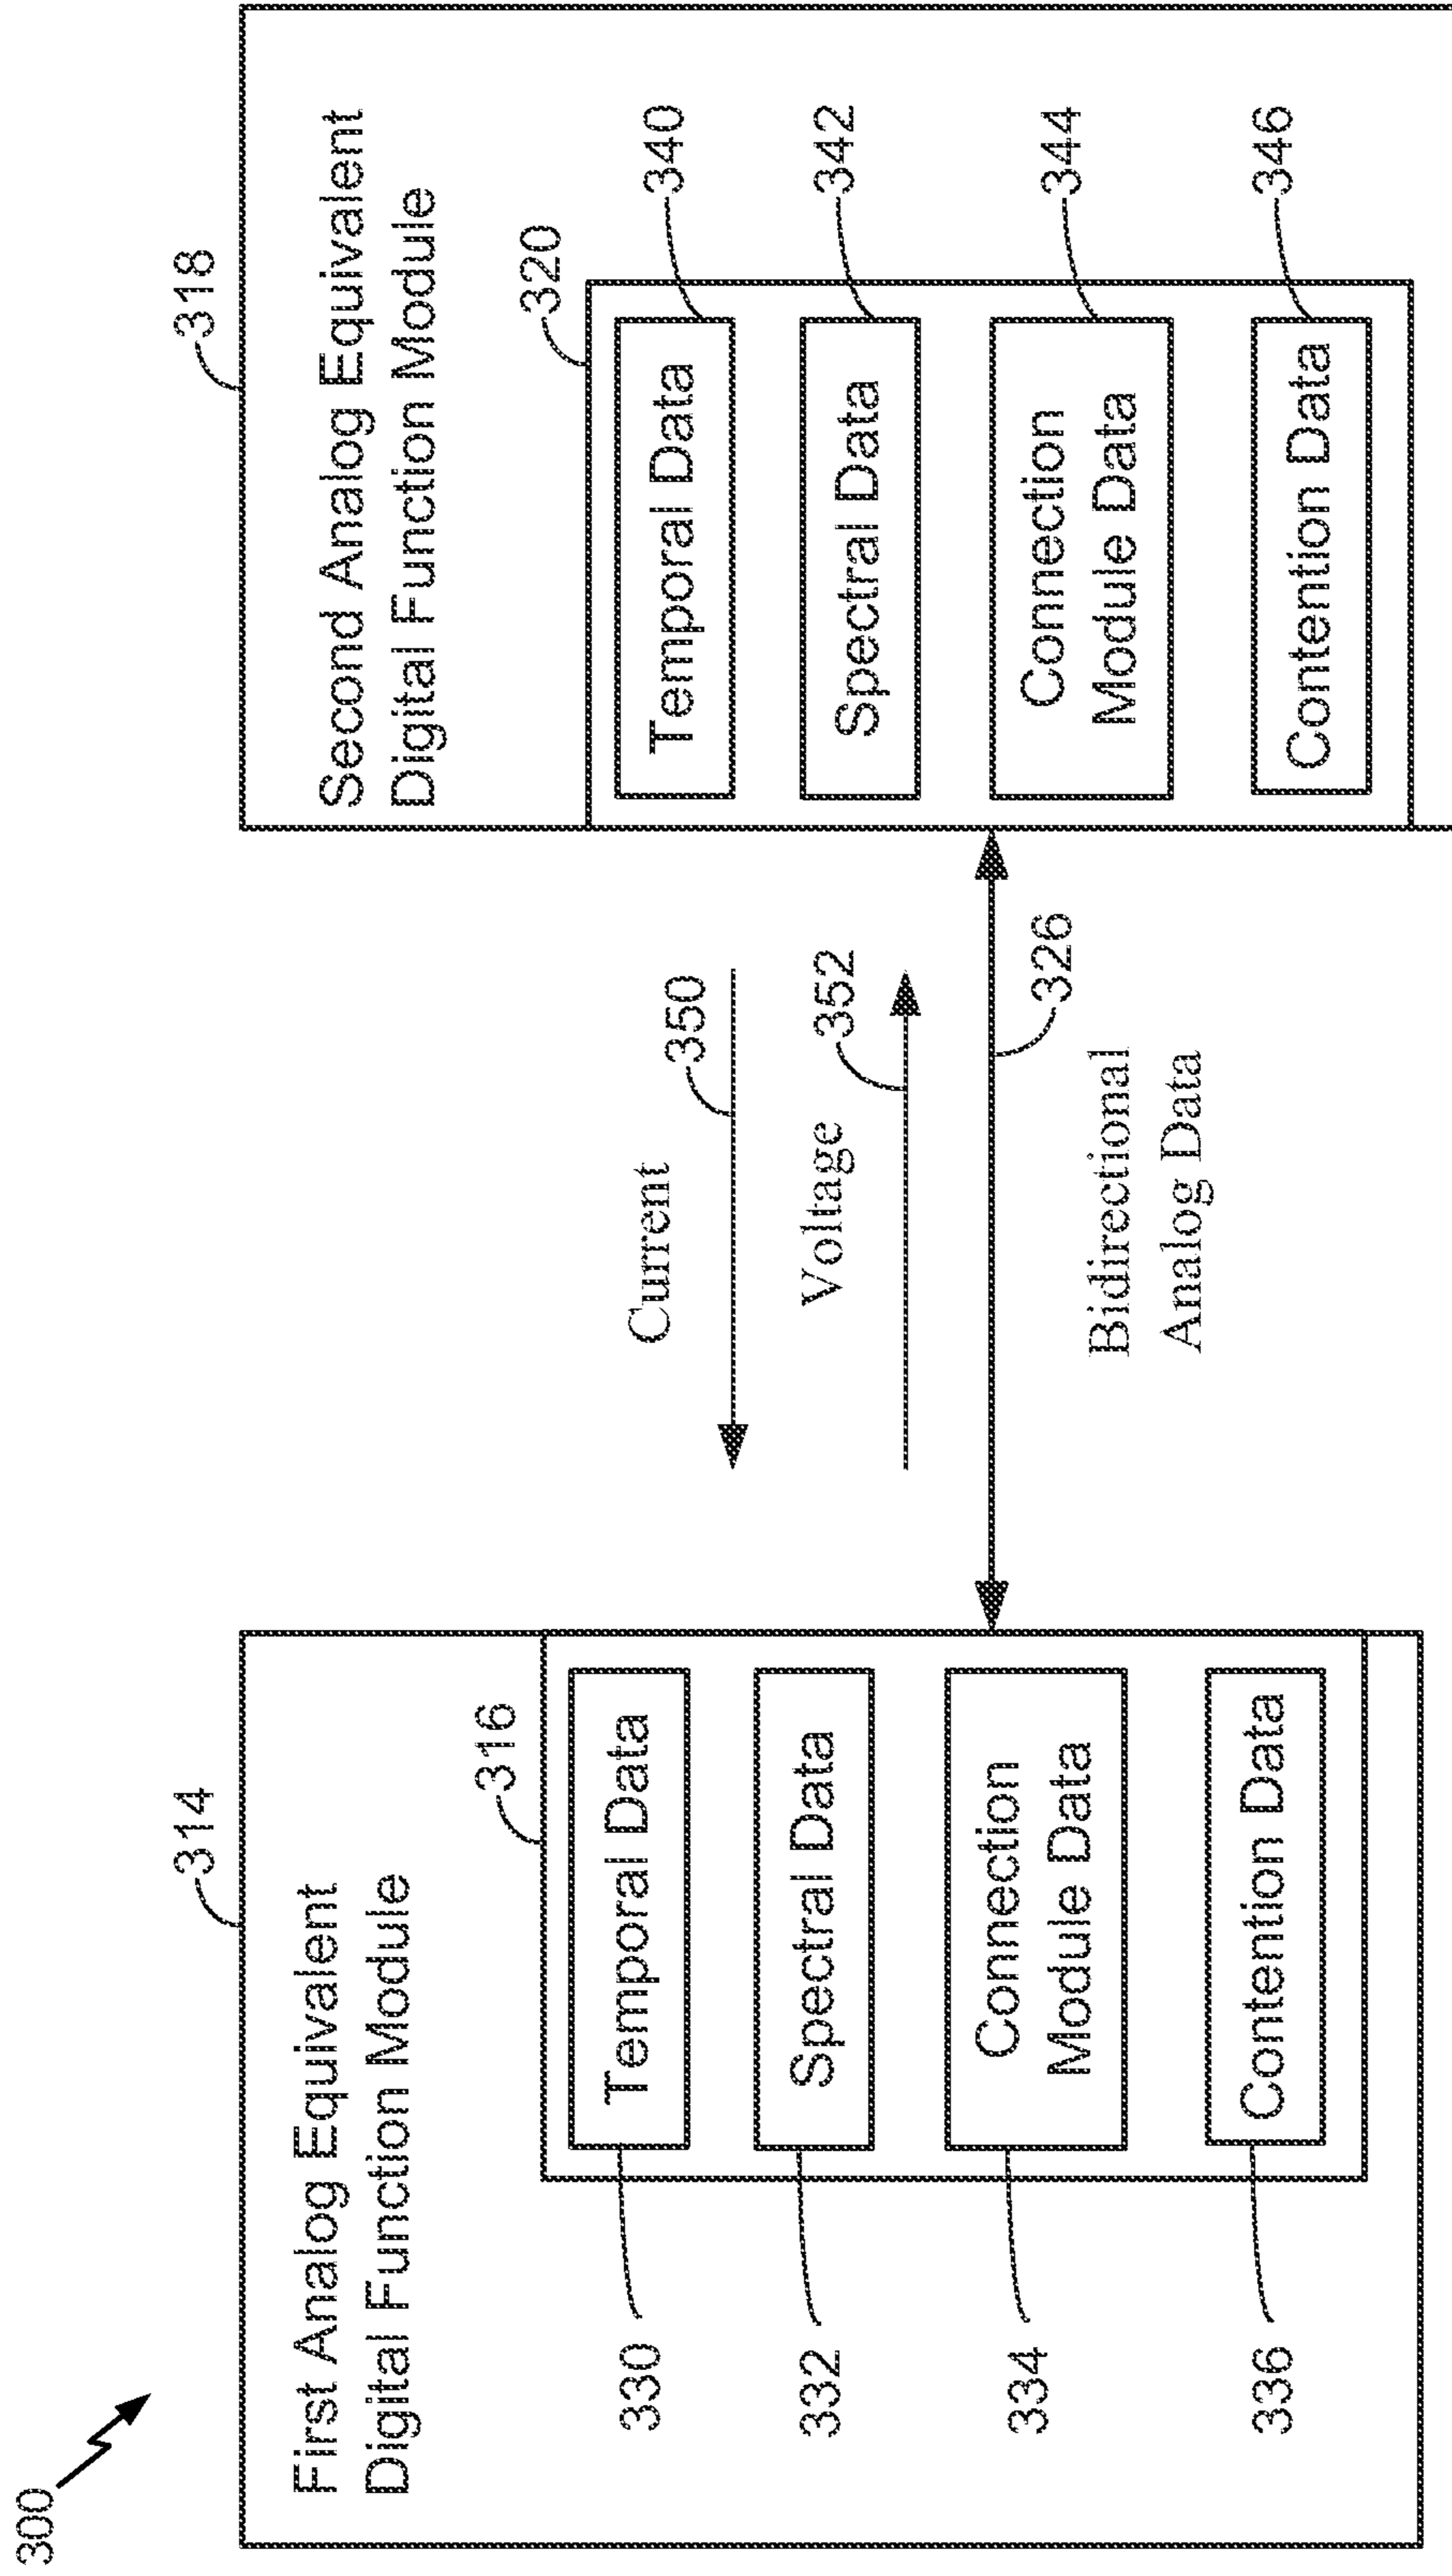 300
314
First Analog Equivalent
Digital Function Module
316
330
Temporal Data
332
Spectral Data
334
Connection
Module Data
336
Contention Data
Current
350
Voltage
352
326
Bidirectional
Analog Data
318
Second Analog Equivalent
Digital Function Module
320
Temporal Data
340
Spectral Data
342
Connection
Module Data
344
Contention Data
346